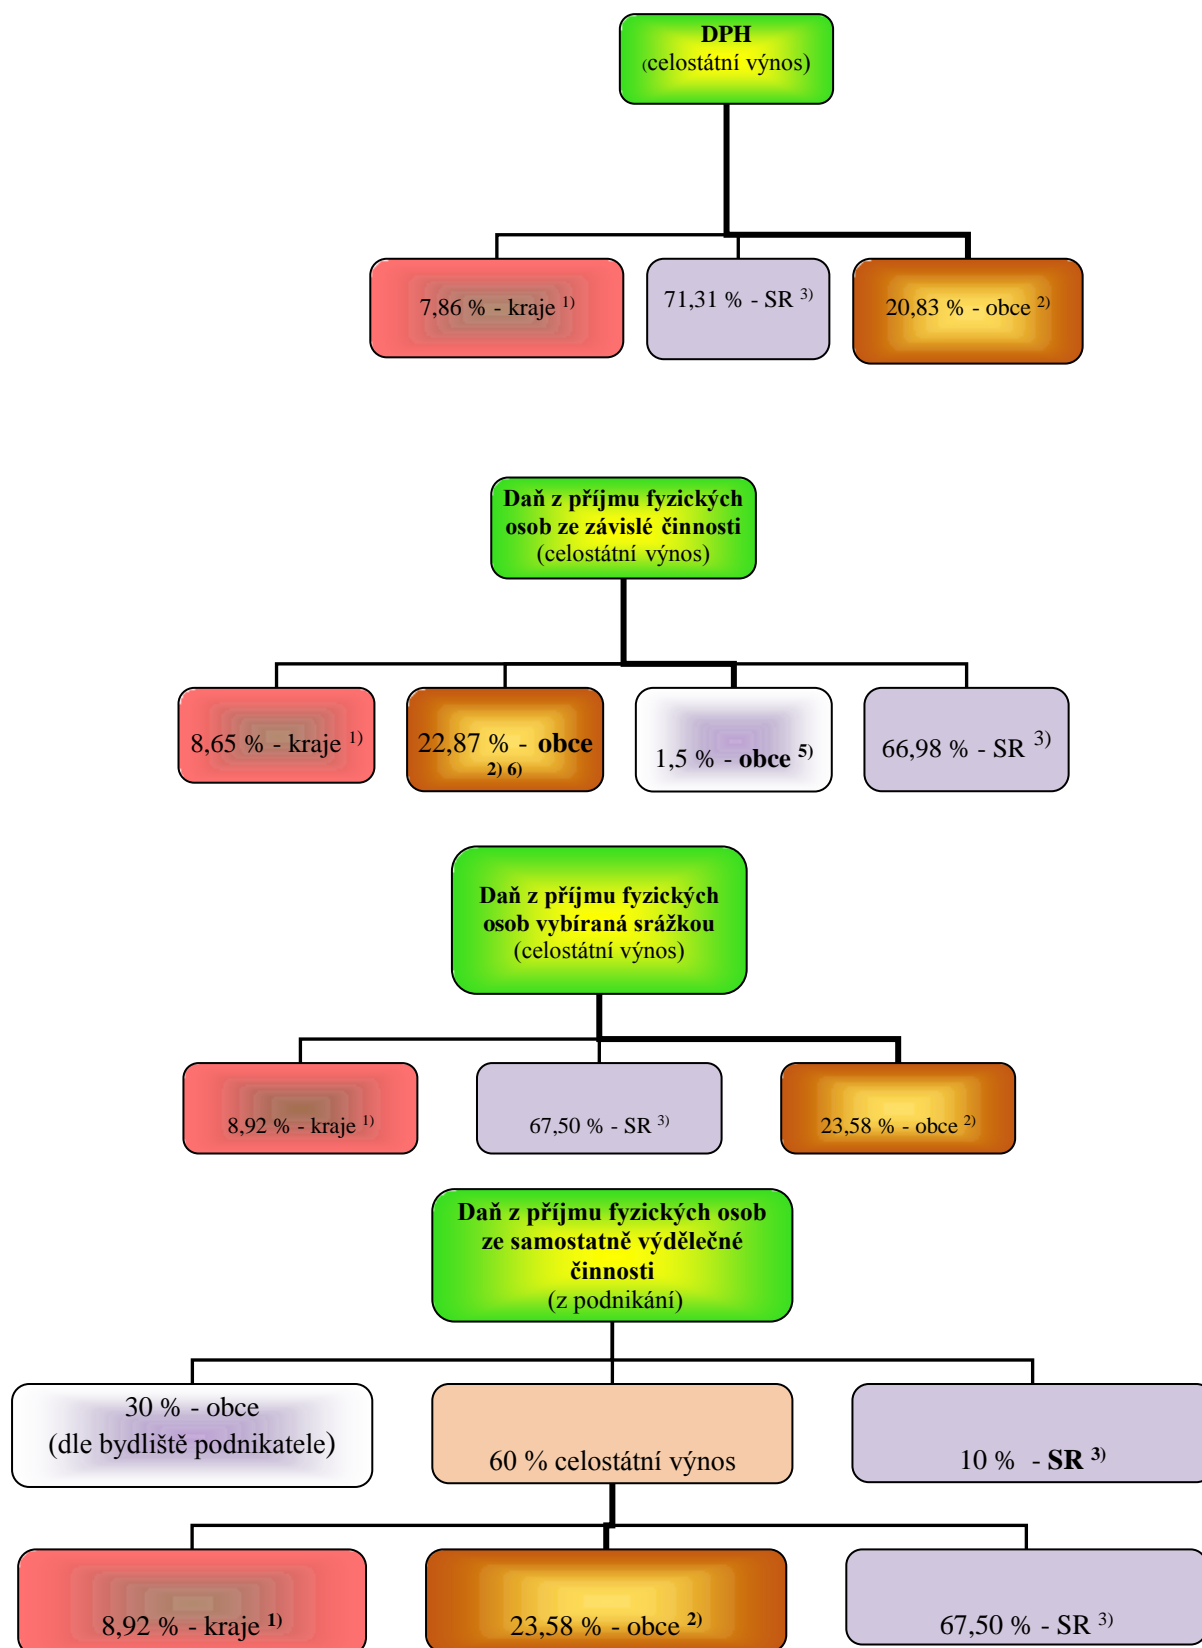 DPH
(celostátní výnos)
7,86 % - kraje 1)
71,31 % - SR 3)
20,83 % - obce 2)
Daň z příjmu fyzických
osob ze závislé činnosti
(celostátní výnos)
8,65 % - kraje 1)
22,87 % - obce
2) 6)
1,5 % - obce 5)
66,98 % - SR 3)
Daň z příjmu fyzických
osob vybíraná srážkou
(celostátní výnos)
8,92 % - kraje 1)
67,50 % - SR 3)
23,58 % - obce 2)
Daň z příjmu fyzických osob
ze samostatně výdělečné
činnosti
(z podnikání)
30 % - obce
(dle bydliště podnikatele)
60 % celostátní výnos
10 % - SR 3)
8,92 % - kraje 1)
23,58 % - obce 2)
67,50 % - SR 3)